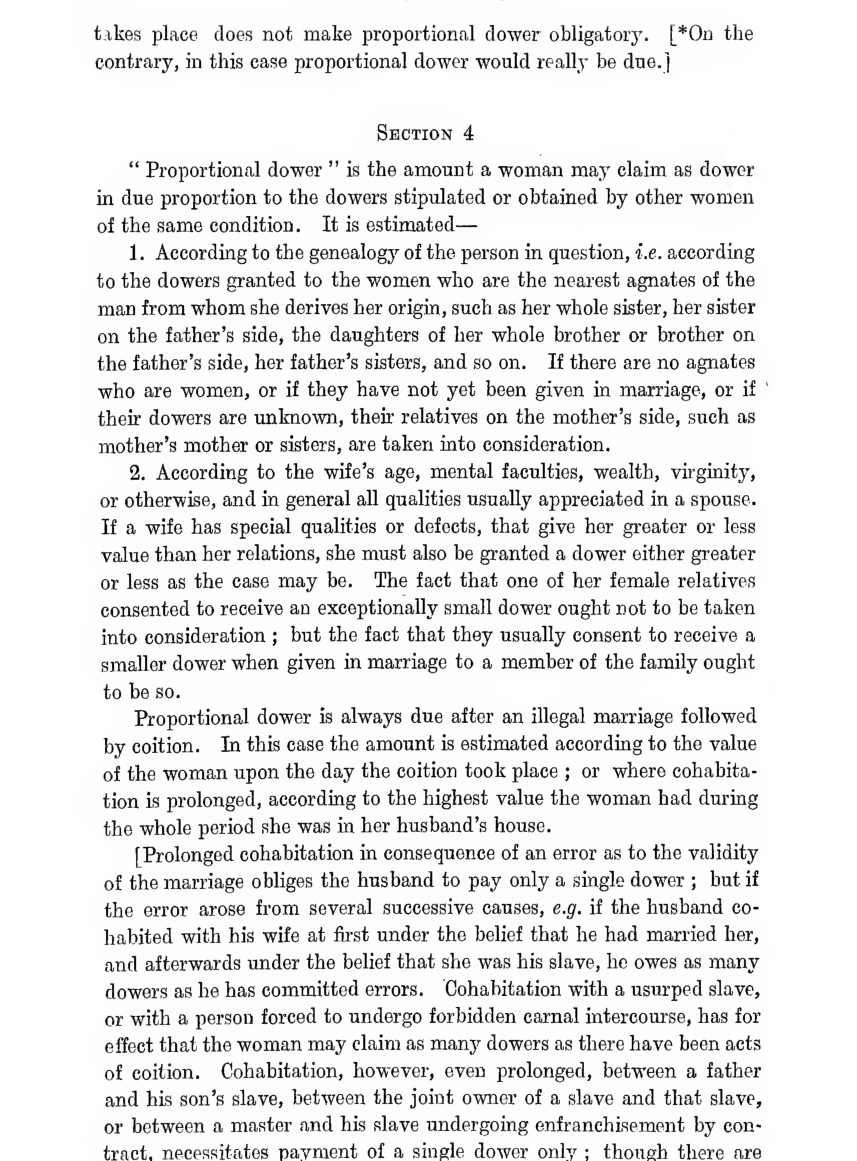 takes place does not make proportional dower obligatory. [*On the
contrary, in this case proportional dower would really be due.]
SECTION 4
“ Proportional dower ” is the amount a woman may claim as dower
in due proportion to the dowers stipulated or obtained by other women
of the same condition. It is estimated—
1. According to the genealogy of the person in question, i.e. according
to the dowers granted to the women who are the nearest agnates of the
man from whom she derives her origin, such as her whole sister, her sister
on the father's side, the daughters of her whole brother or brother on
the father's side, her father's sisters, and so on. If there are no agnates
who are women, or if they have not yet been given in marriage, or if
their dowers are unknown, their relatives on the mother's side, such as
mother's mother or sisters, are taken into consideration.
2. According to the wife's age, mental faculties, wealth, virginity,
or otherwise, and in general all qualities usually appreciated in a spouse.
If a wife has special qualities or defects, that give her greater or less
value than her relations, she must also be granted a dower either greater
or less as the case may be. The fact that one of her female relatives
consented to receive an exceptionally small dower ought not to be taken
into consideration ; but the fact that they usually consent to receive a
smaller dower when given in marriage to a member of the family ought
to be so.
Proportional dower is always due after an illegal marriage followed
by coition. In this case the amount is estimated according to the value
of the woman upon the day the coition took place ; or where cohabita-
tion is prolonged, according to the highest value the woman had during
the whole period she was in her husband's house.
[Prolonged cohabitation in consequence of an error as to the validity
of the marriage obliges the husband to pay only a single dower ; but if
the error arose from several successive causes, e.g. if the husband co-
habited with his wife at first under the belief that he had married her,
and afterwards under the belief that she was his slave, he owes as many
dowers as he has committed errors. Cohabitation with a usurped slave,
or with a person forced to undergo forbidden carnal intercourse, has for
effect that the woman may claim as many dowers as there have been acts
of coition. Cohabitation, however, even prolonged, between a father
and his son's slave, between the joint owner of a slave and that slave,
or between a master and his slave undergoing enfranchisement by con-
tract, necessitates payment of a single dower only ; though there are